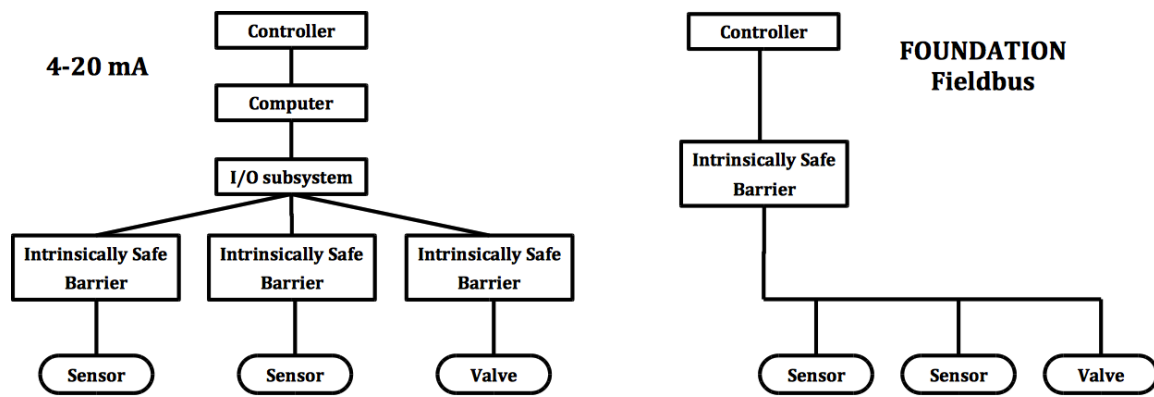 4-20 mA
Controller
Computer
I/O subsystem
Intrinsically Safe
Barrier
Intrinsically Safe
Barrier
Intrinsically Safe
Barrier
Sensor
Sensor
Valve
FOUNDATION
Fieldbus
Controller
Intrinsically Safe
Barrier
Sensor
Sensor
Valve